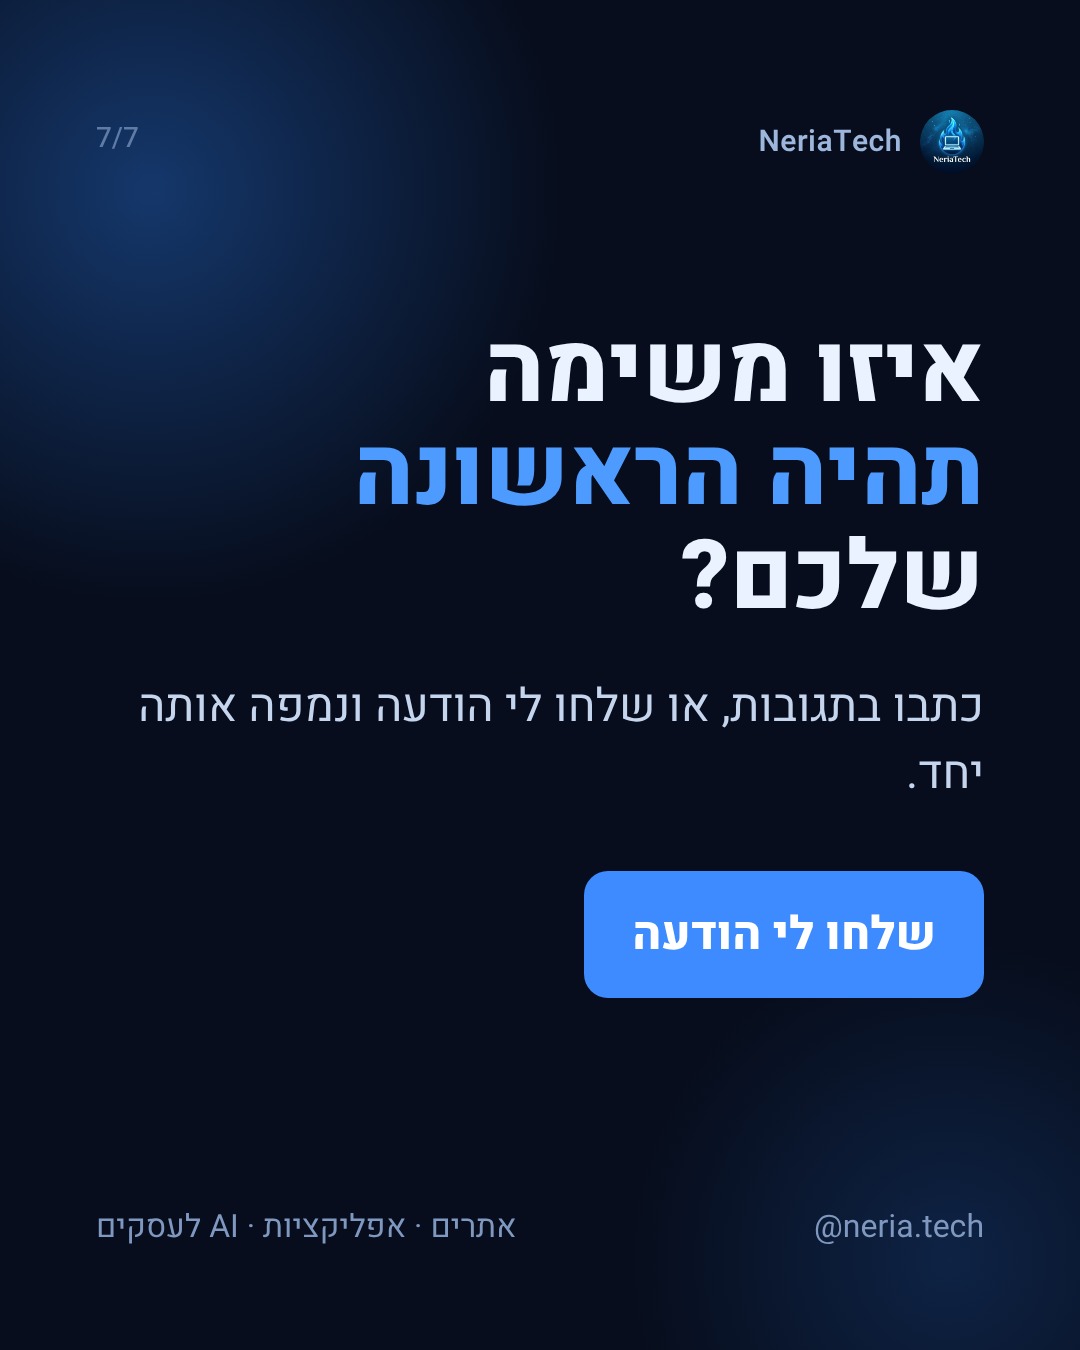 NeriaTech
NeriaTech
7/7
איזו משימה
תהיה הראשונה
שלכם?
כתבו בתגובות, או שלחו לי הודעה ונמפה אותה
יחד.
שלחו לי הודעה
@neria.tech
אתרים · אפליקציות · AI לעסקים